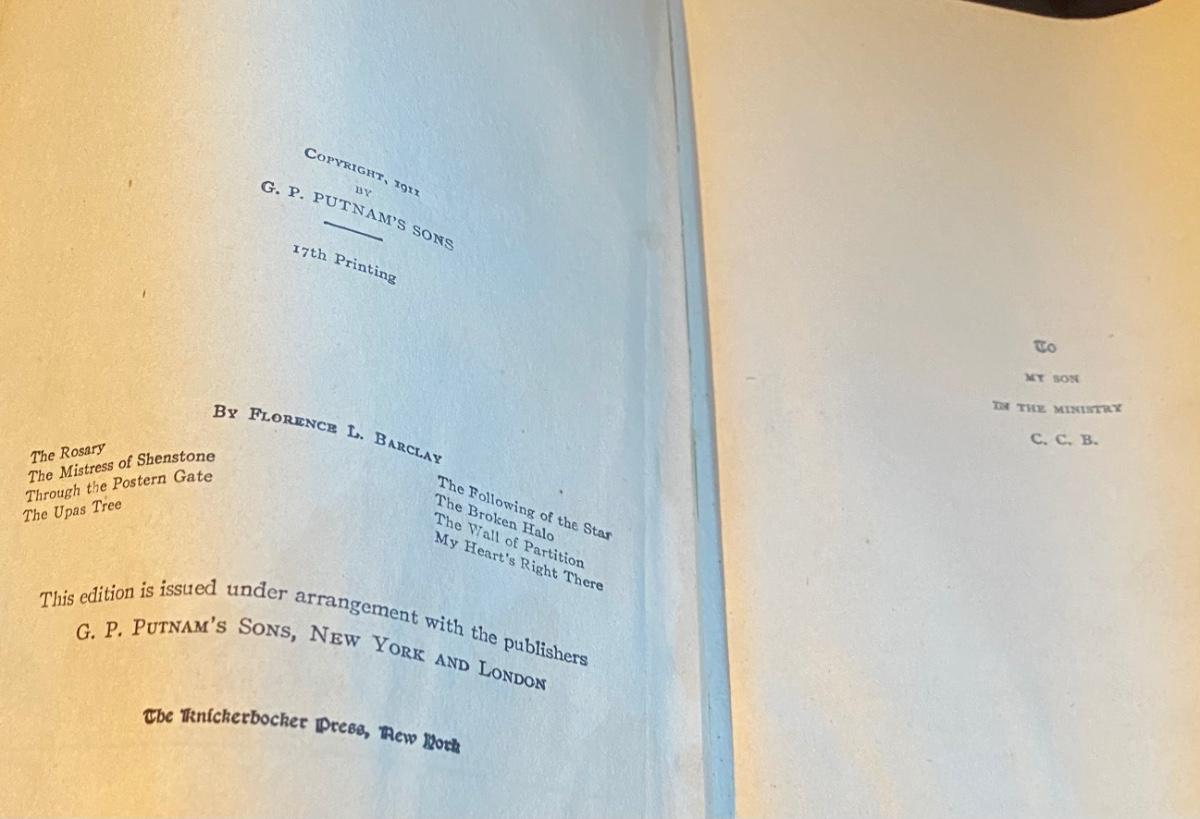 COPYRIGHT, 1911
BY
G. P. PUTNAM'S SONS
17th Printing
BY FLORENCE L. BARCLAY
The Rosary
The Mistress of Shenstone
Through the Postern Gate
The Upas Tree
The Following of the Star
The Broken Halo
The Wall of Partition
My Heart's Right There
This edition is issued under arrangement with the publishers
G. P. PUTNAM'S SONS, NEW YORK AND LONDON
The Knickerbocker Press, New York
To
MY SON
IN THE MINISTRY
C. C. B.